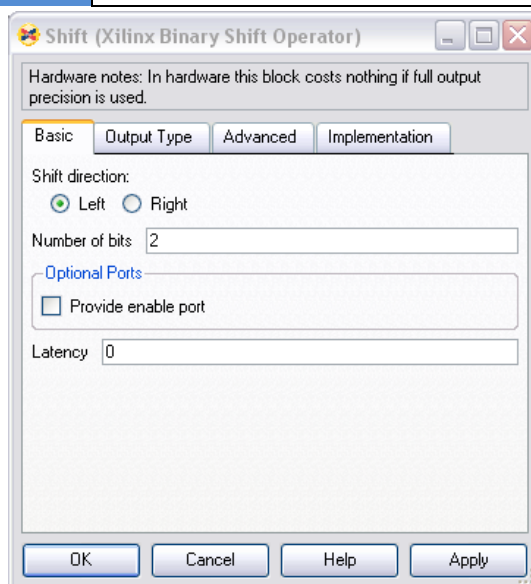 Shift (Xilinx Binary Shift Operator)
Hardware notes: In hardware this block costs nothing if full output
precision is used.
Basic Output Type Advanced Implementation
Shift direction:
Left Right
Number of bits 2
Optional Ports
Provide enable port
Latency 0
OK Cancel Help Apply